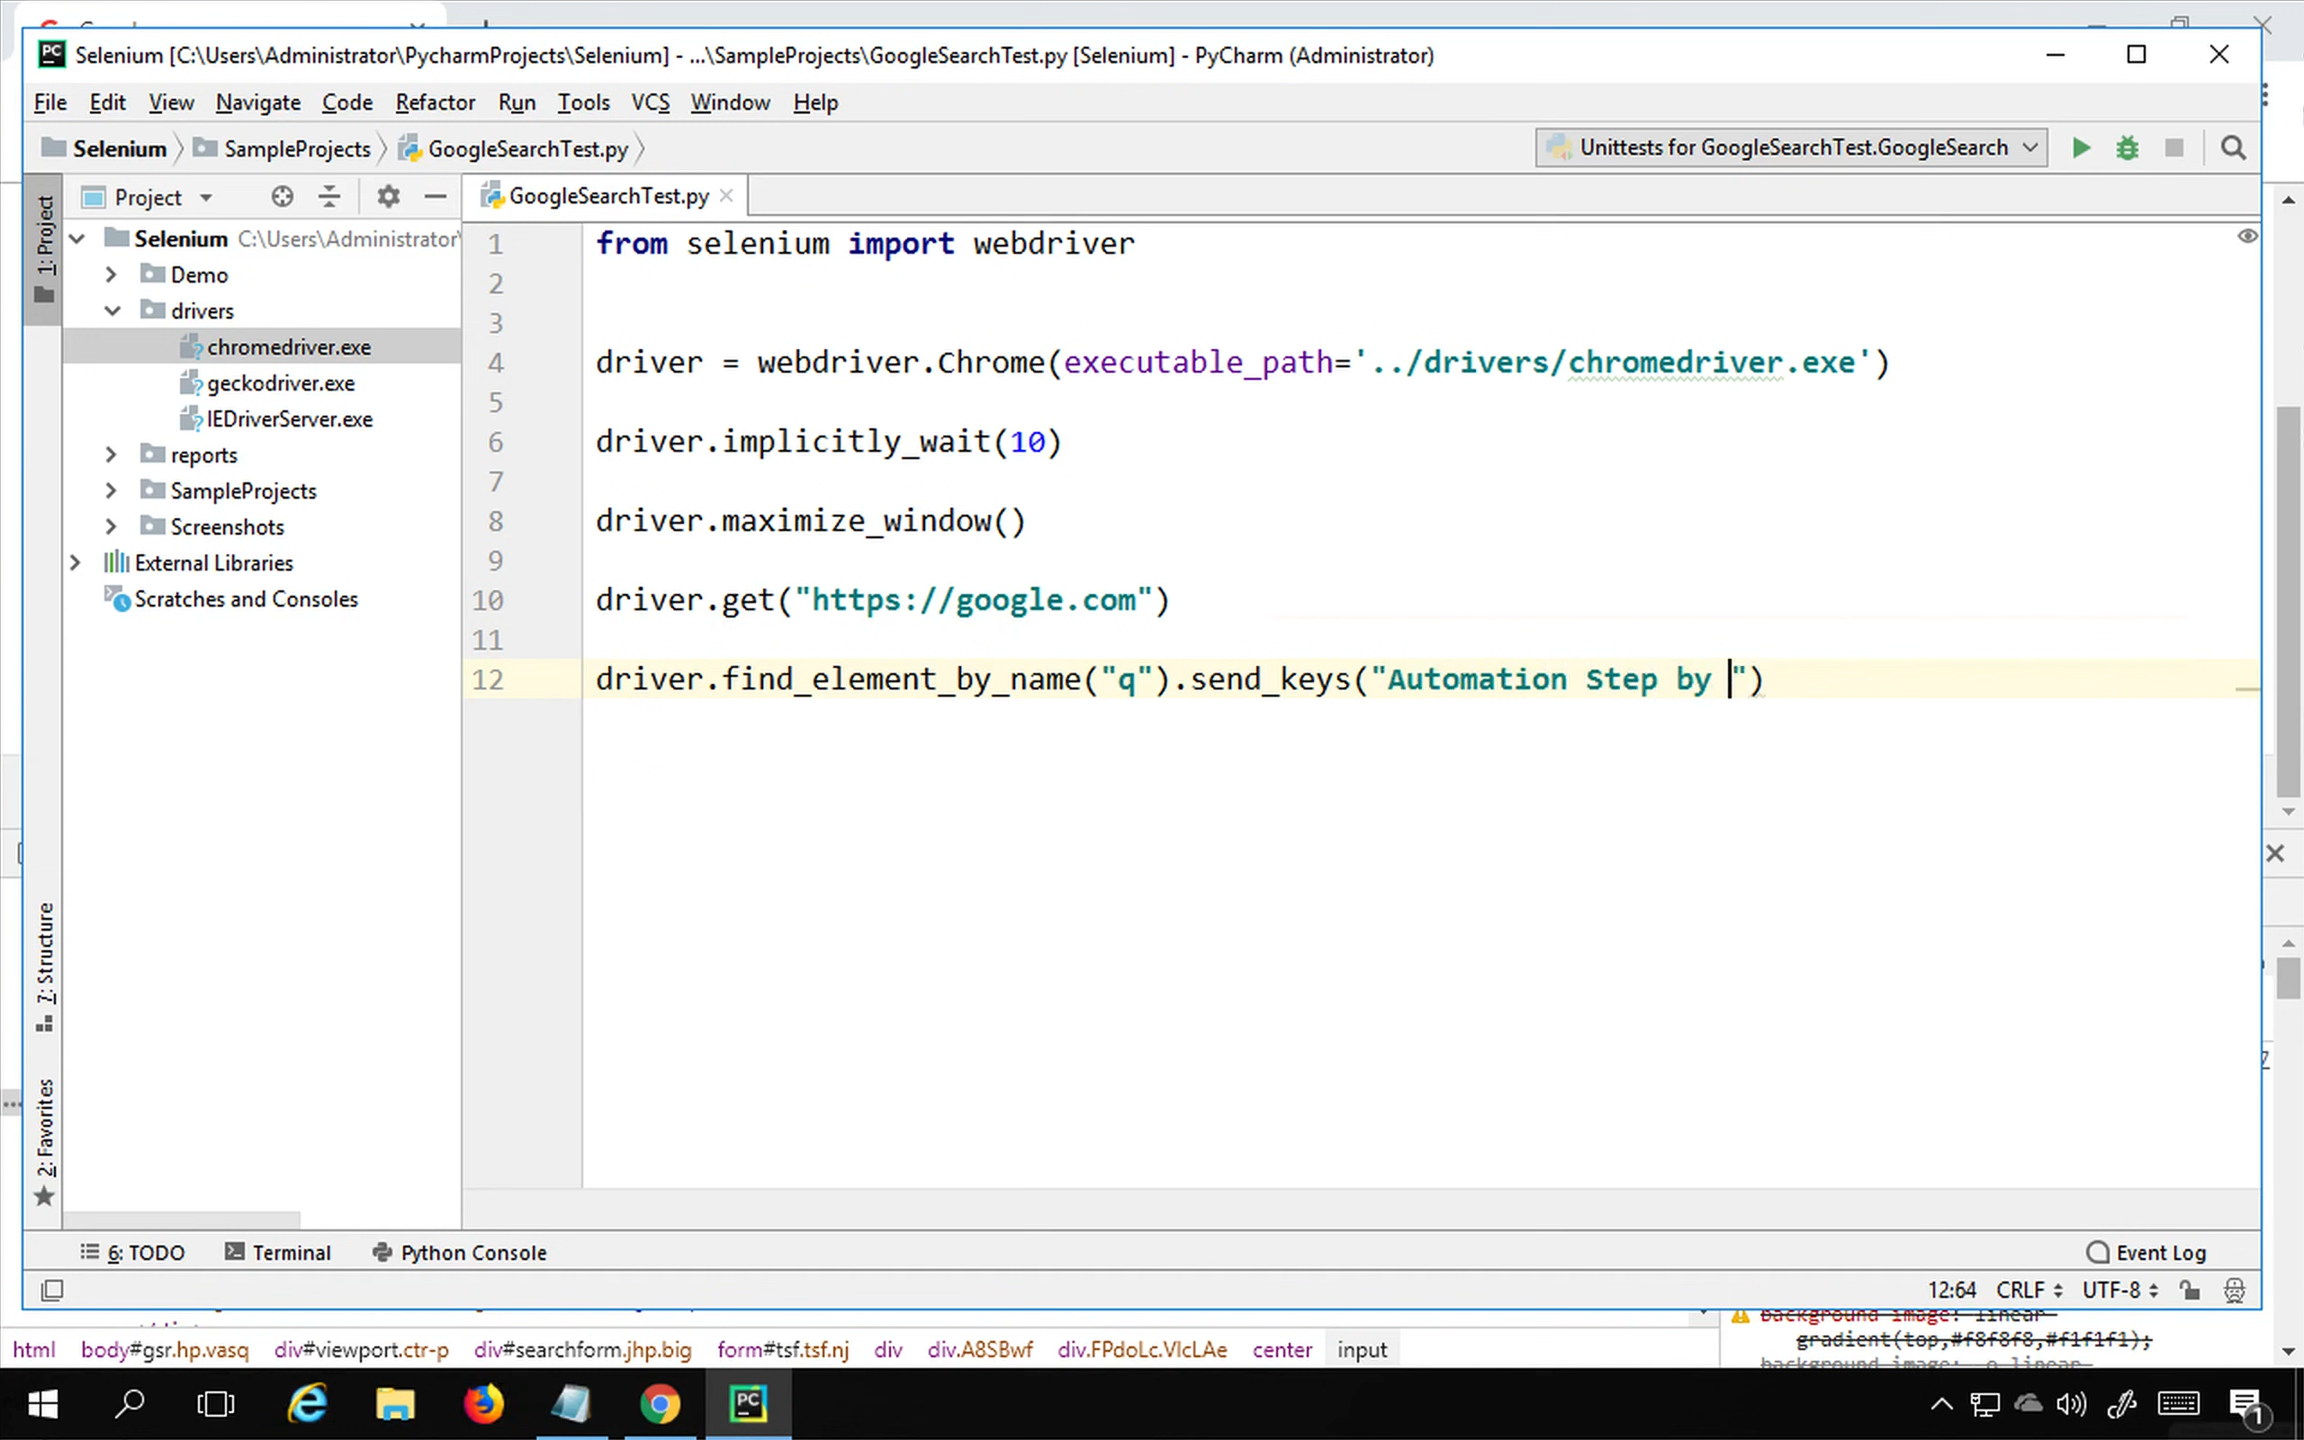 Selenium [C:\Users\Administrator\PycharmProjects\Selenium] - ...\SampleProjects\GoogleSearchTest.py [Selenium] - PyCharm (Administrator)
File Edit View Navigate Code Refactor Run Tools VCS Window Help
Selenium SampleProjects GoogleSearchTest.py Unittests for GoogleSearchTest.GoogleSearch
1: Project
Project
GoogleSearchTest.py
Selenium C:\Users\Administrator\
Demo
drivers
chromedriver.exe
geckodriver.exe
IEDriverServer.exe
reports
SampleProjects
Screenshots
External Libraries
Scratches and Consoles
1 from selenium import webdriver
2
3
4 driver = webdriver.Chrome(executable_path='../drivers/chromedriver.exe')
5
6 driver.implicitly_wait(10)
7
8 driver.maximize_window()
9
10 driver.get("https://google.com")
11
12 driver.find_element_by_name("q").send_keys("Automation Step by ")
7: Structure
2: Favorites
6: TODO Terminal Python Console Event Log
12:64 CRLF UTF-8
background image: linear
gradient(top,#f8f8f8,#f1f1f1);
html body#gsr.hp.vasq div#viewport.ctr-p div#searchform.jhp.big form#tsf.tsf.nj div div.A8SBwf div.FPdoLc.VlcLAe center input
PC
1